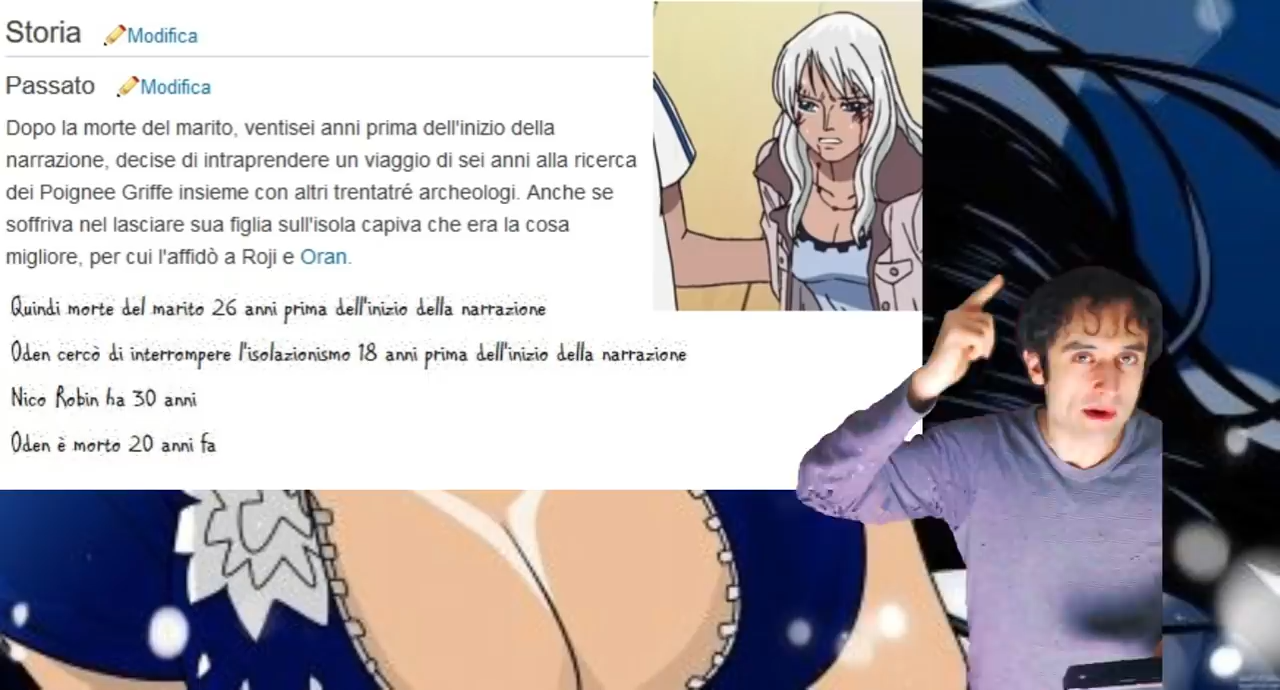 Storia Modifica
Passato Modifica
Dopo la morte del marito, ventisei anni prima dell'inizio della
narrazione, decise di intraprendere un viaggio di sei anni alla ricerca
dei Poignee Griffe insieme con altri trentatré archeologi. Anche se
soffriva nel lasciare sua figlia sull'isola capiva che era la cosa
migliore, per cui l'affidò a Roji e Oran.
Quindi morte del marito 26 anni prima dell'inizio della narrazione
Oden cercò di interrompere l'isolazionismo 18 anni prima dell'inizio della narrazione
Nico Robin ha 30 anni
Oden è morto 20 anni fa